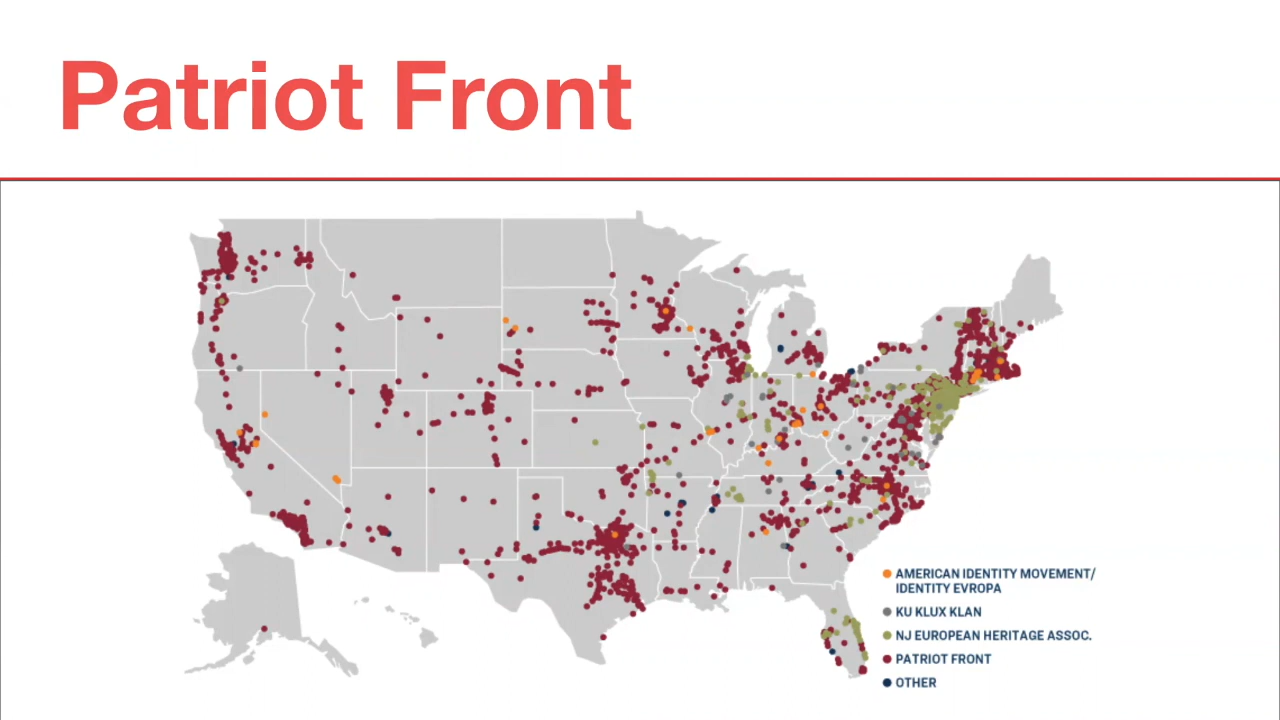 Patriot Front
AMERICAN IDENTITY MOVEMENT/
IDENTITY EVROPA
KU KLUX KLAN
NJ EUROPEAN HERITAGE ASSOC.
PATRIOT FRONT
OTHER